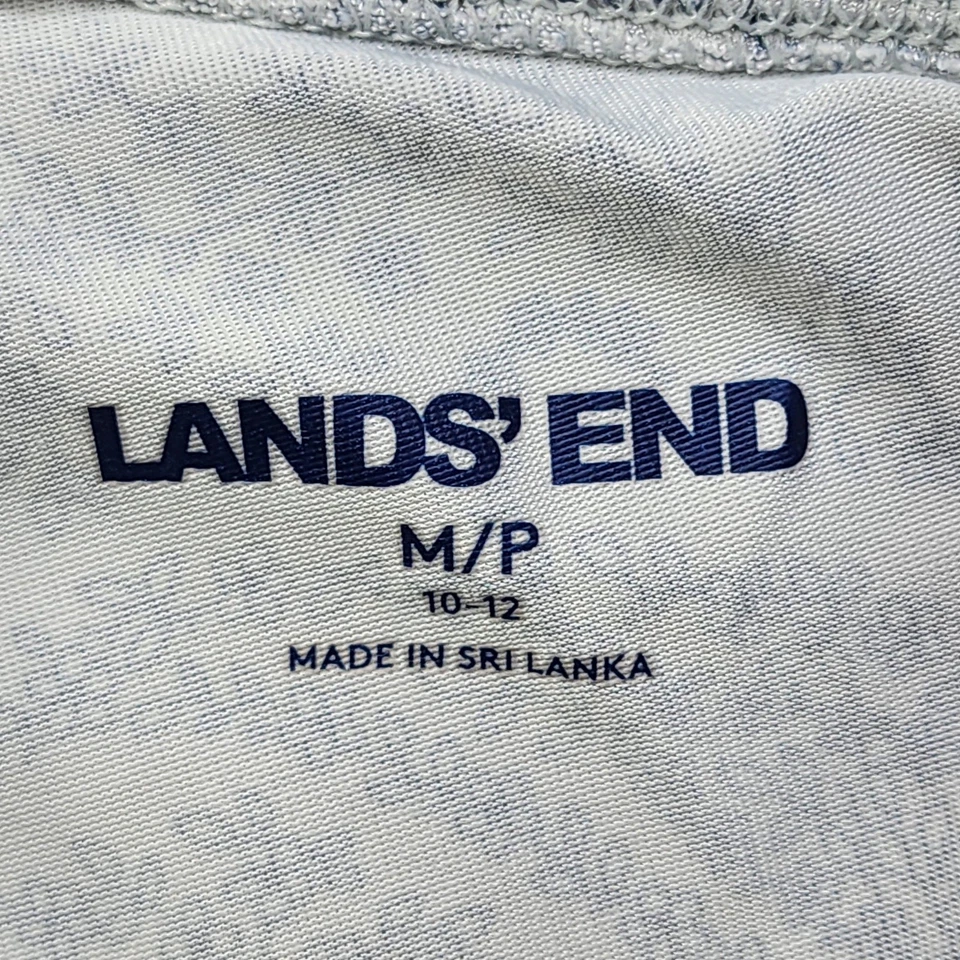 LANDS' END
M/P
10-12
MADE IN SRI LANKA